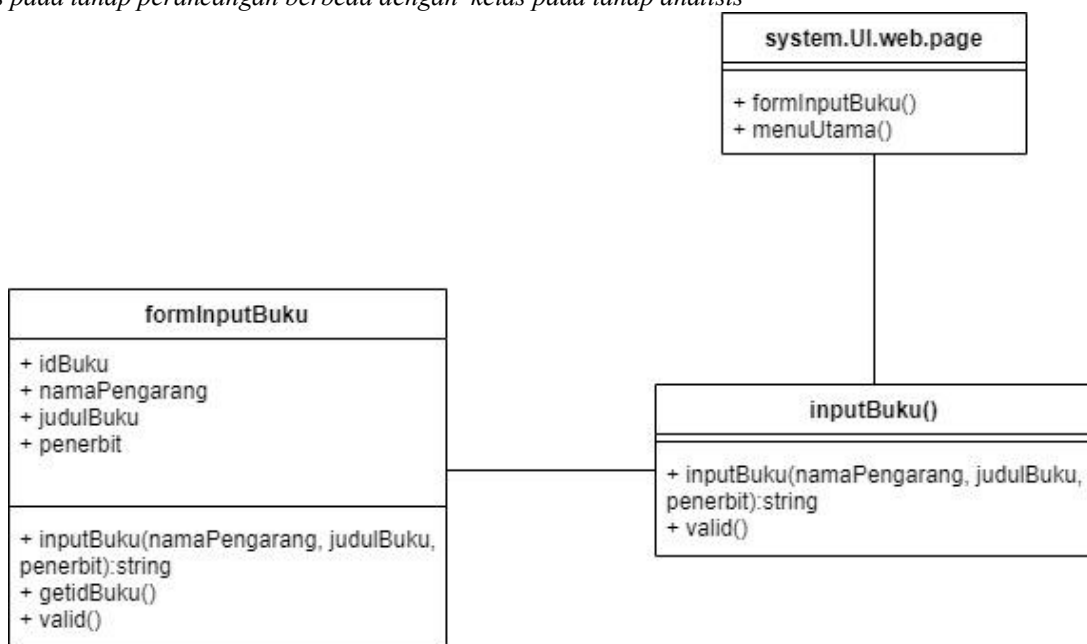 pada tahap perancangan berbeda dengan kelas pada tahap analisis
system.UI.web.page
+ formInputBuku()
+ menuUtama()
formInputBuku
+ idBuku
+ namaPengarang
+ judulBuku
+ penerbit
+ inputBuku(namaPengarang, judulBuku,
penerbit):string
+ getidBuku()
+ valid()
inputBuku()
+ inputBuku(namaPengarang, judulBuku,
penerbit):string
+ valid()